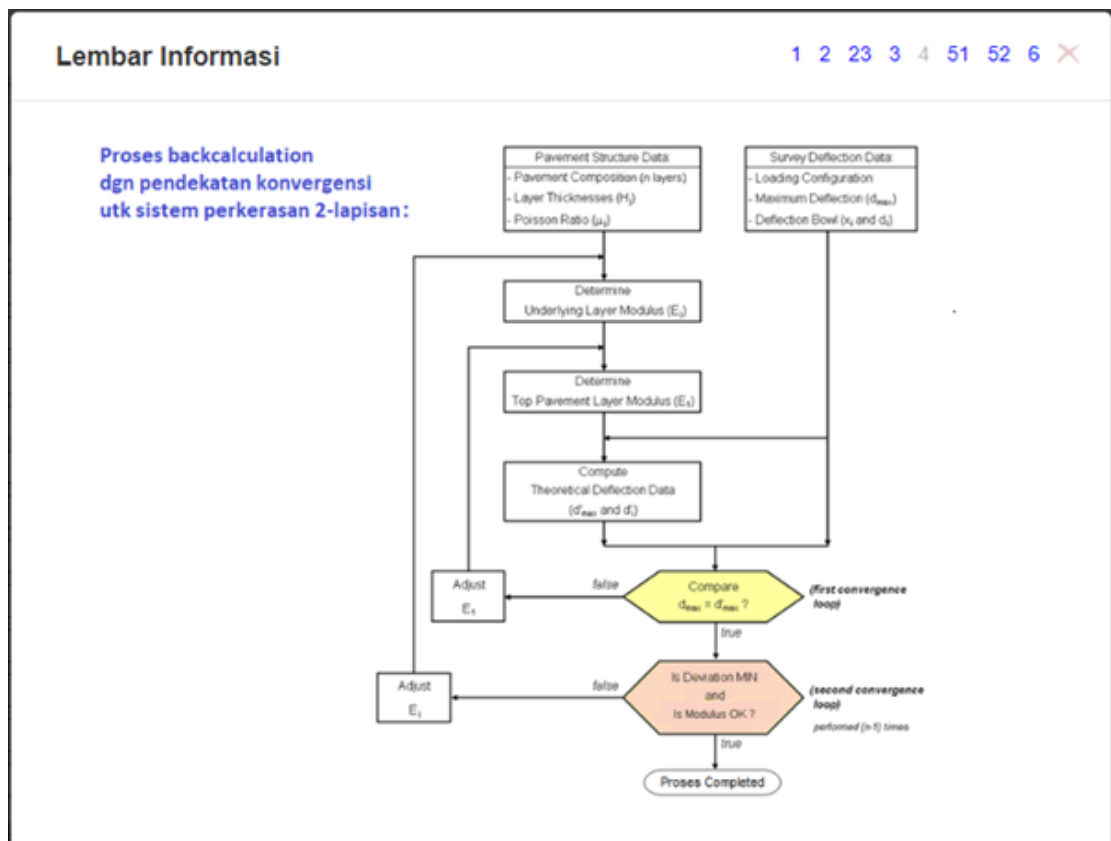 Lembar Informasi
1 2 23 3 4 51 52 6 ×
Proses backcalculation
dgn pendekatan konvergensi
utk sistem perkerasan 2-lapisan:
Pavement Structure Data:
- Pavement Composition (n layers)
- Layer Thicknesses (Hj)
- Poisson Ratio (μj)
Survey Deflection Data:
- Loading Configuration
- Maximum Deflection (dmax)
- Deflection Bowl (xi and di)
Determine
Underlying Layer Modulus (Ej)
Determine
Top Pavement Layer Modulus (E1)
Compute
Theoretical Deflection Data
(d'max and d'i)
Adjust
E1
false
Compare
dmax = d'max ?
(first convergence
loop)
true
Adjust
Ej
false
Is Deviation MIN
and
Is Modulus OK ?
(second convergence
loop)
performed (n-1) times
true
Proses Completed